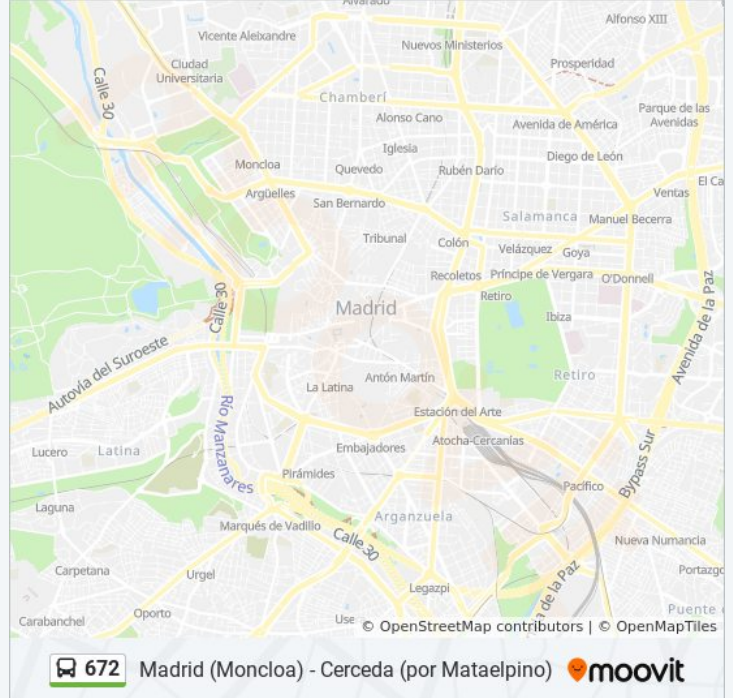 Alvarado
Alfonso XIII
Vicente Aleixandre
Nuevos Ministerios
Ciudad
Universitaria
Prosperidad
Calle 30
Chamberí
Parque de las
Avenidas
Alonso Cano
Avenida de América
Iglesia
Diego de León
Moncloa
Quevedo
Rubén Darío
El Ca
Argüelles
Ventas
San Bernardo
Salamanca
Manuel Becerra
Tribunal
Colón
Velázquez
Goya
Recoletos
Príncipe de Vergara
O'Donnell
Calle 30
Retiro
Madrid
Ibiza
Avenida de la Paz
Autovía del Suroeste
La Latina
Antón Martín
Retiro
Estación del Arte
Río Manzanares
Atocha-Cercanías
Lucero
Latina
Embajadores
Bypass Sur
Pirámides
Pacífico
Laguna
Arganzuela
Marqués de Vadillo
Calle 30
Nueva Numancia
Carpetana
Urgel
Portazgo
Legazpi
a de la Paz
Oporto
Puente
Carabanchel
Use
© OpenStreetMap contributors | © OpenMapTiles
672 Madrid (Moncloa) - Cerceda (por Mataelpino) moovit